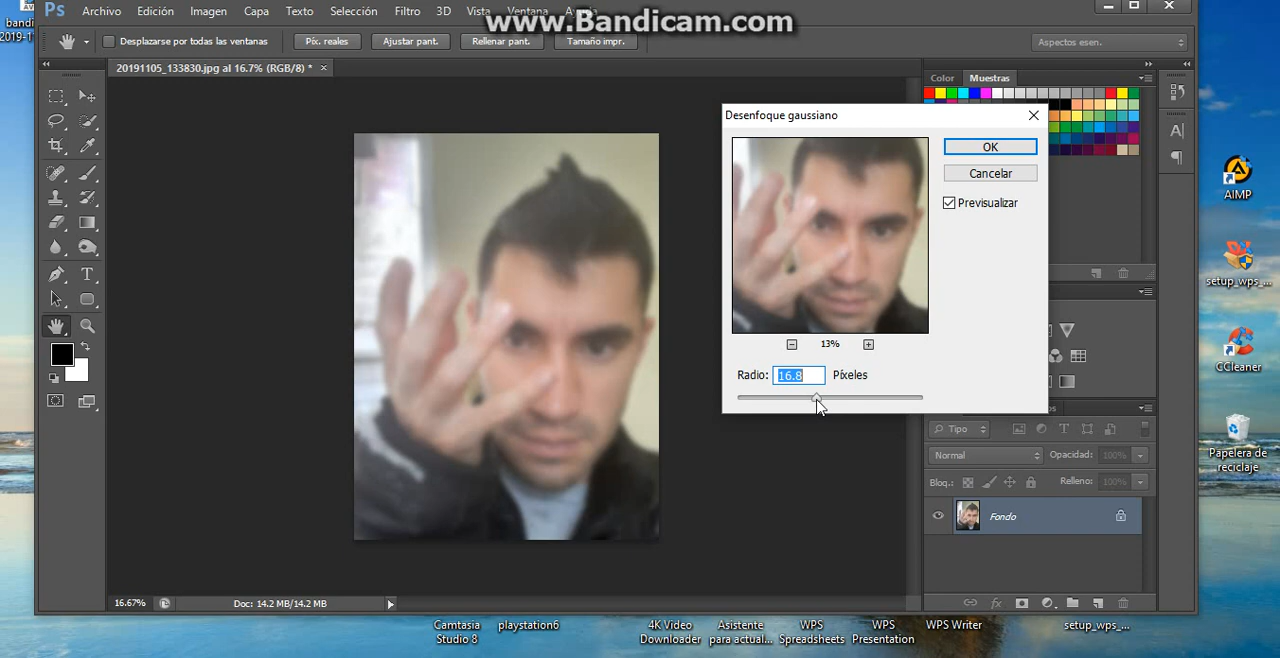 www.Bandicam.com
Ps Archivo Edición Imagen Capa Texto Selección Filtro 3D Vista Ventana
Desplazarse por todas las ventanas Píx. reales Ajustar pant. Rellenar pant. Tamaño impr. Aspectos esen.
20191105_133830.jpg al 16.7% (RGB/8) *
Color Muestras
Desenfoque gaussiano
OK
Cancelar
Previsualizar
13%
Radio: 16.8 Píxeles
Tipo
Normal Opacidad: 100%
Bloq.: Relleno: 100%
Fondo
16.67% Doc: 14.2 MB/14.2 MB
AIMP
setup_wps_...
CCleaner
Papelera de
reciclaje
Camtasia
Studio 8
playstation6
4K Video
Downloader
Asistente
para actual...
WPS
Spreadsheets
WPS
Presentation
WPS Writer
setup_wps_...